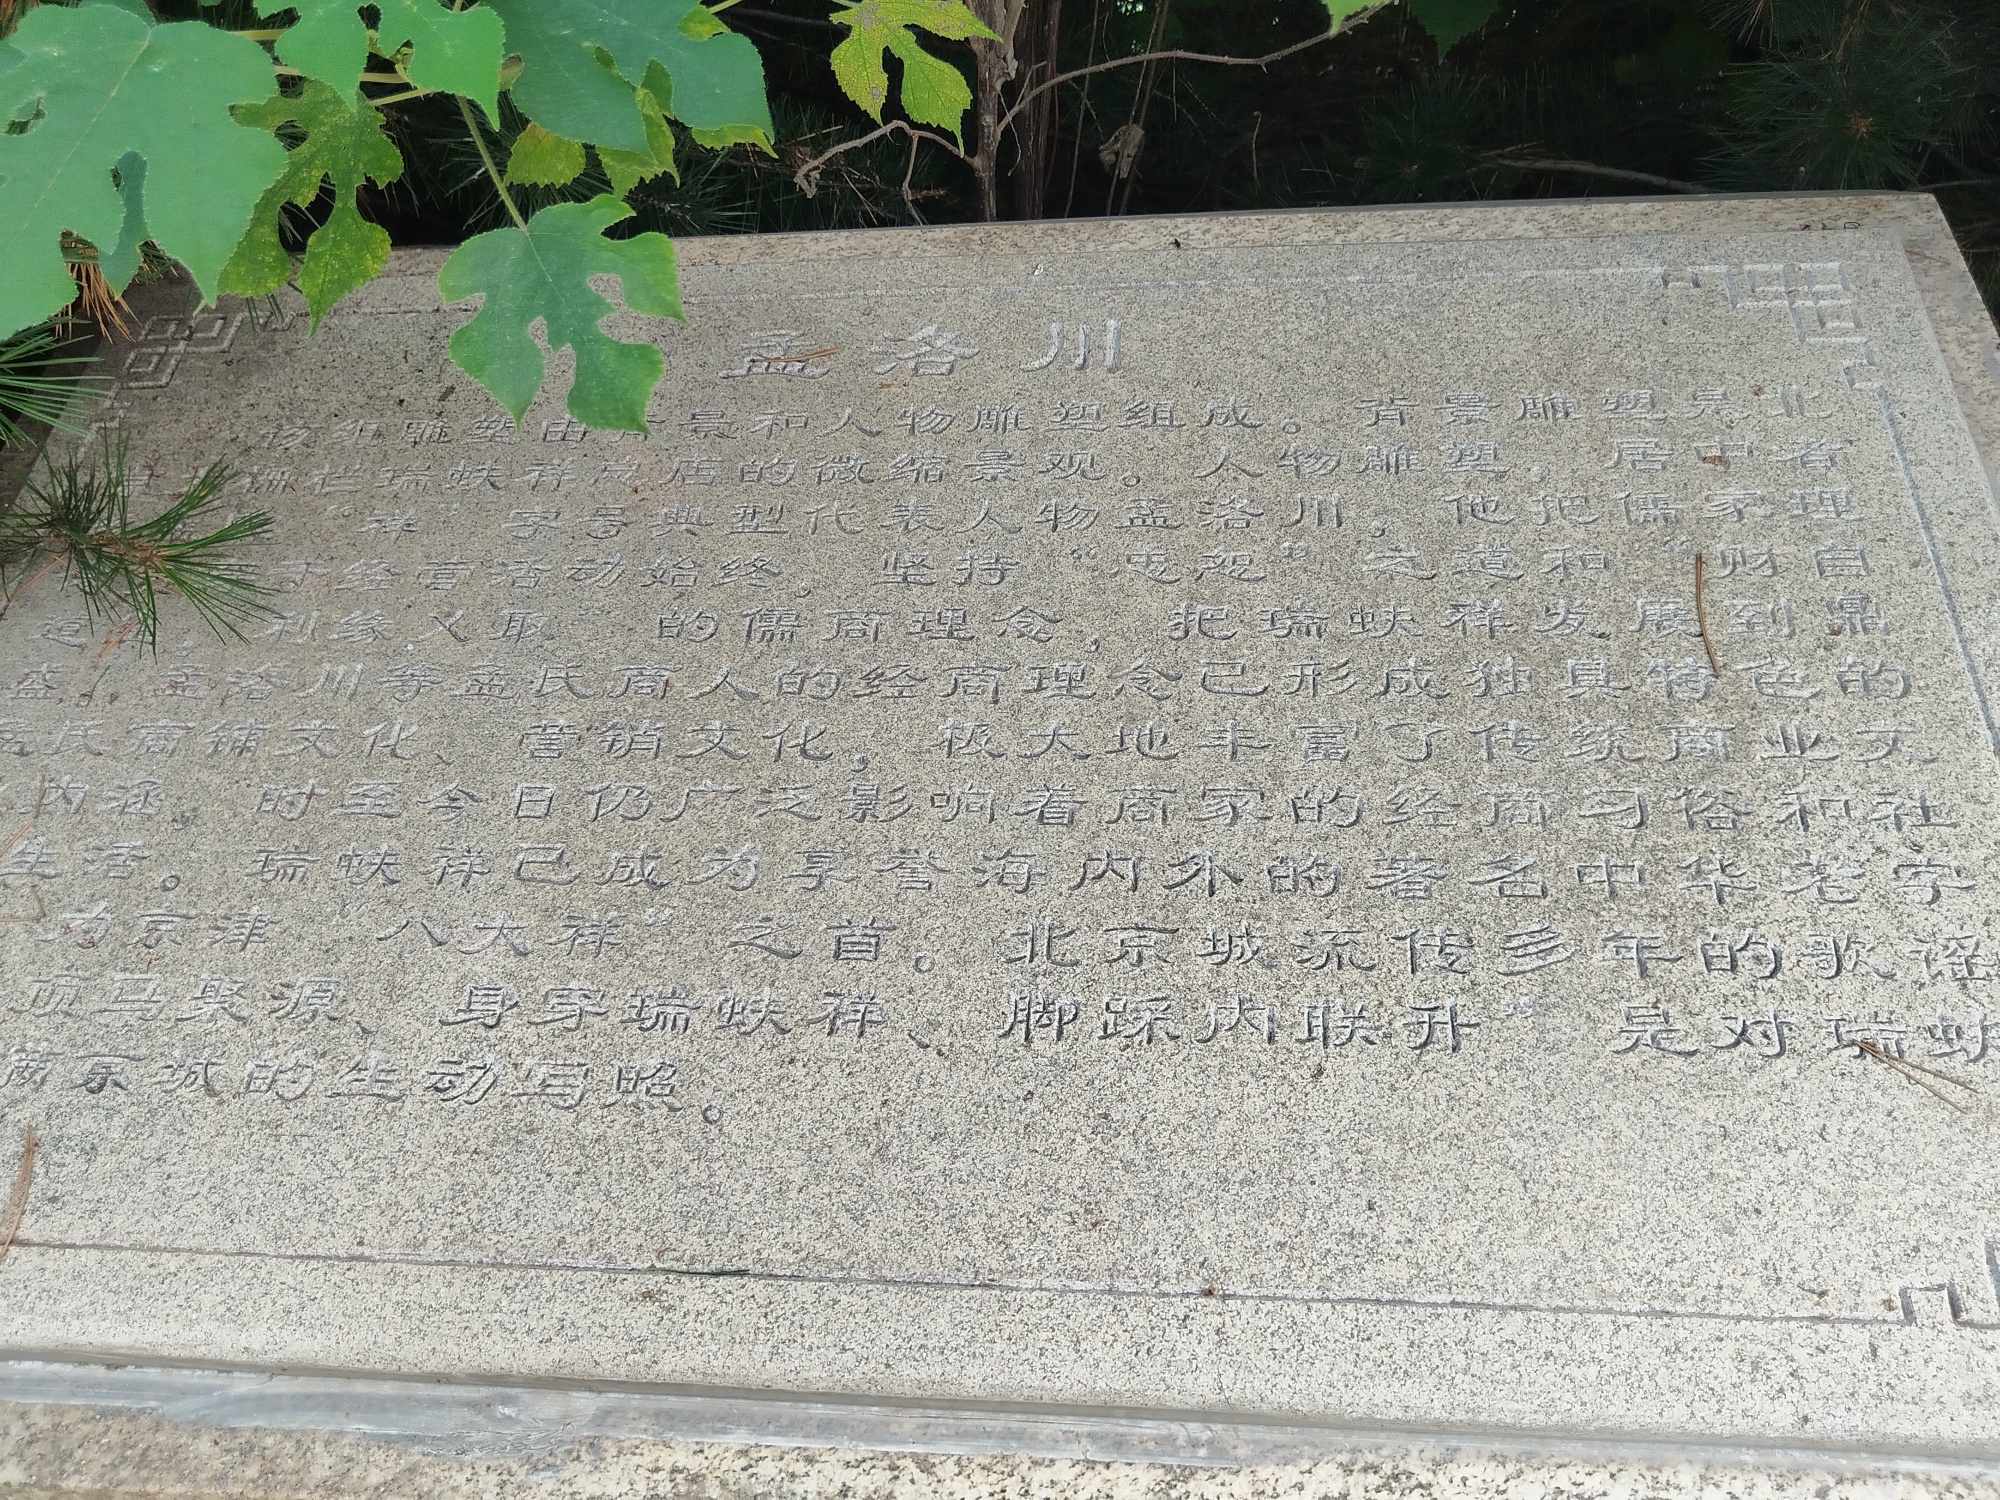 孟洛川
该组雕塑由背景和人物雕塑组成。背景雕塑是北
栅栏瑞蚨祥总店的微缩景观。人物雕塑，居中者
“祥”字号典型代表人物孟洛川，他把儒家理
于经营活动始终，坚持“忠恕”之道和“财自
道生，利缘义取”的儒商理念，把瑞蚨祥发展到鼎
盛。孟洛川等孟氏商人的经商理念已形成独具特色的
孟氏商铺文化、营销文化，极大地丰富了传统商业文
内涵，时至今日仍广泛影响着商家的经商习俗和社
生活。瑞蚨祥已成为享誉海内外的著名中华老字
为京津“八大祥”之首。北京城流传多年的歌谣
顶马聚源、身穿瑞蚨祥、脚踩内联升”是对瑞蚨
京城的生动写照。